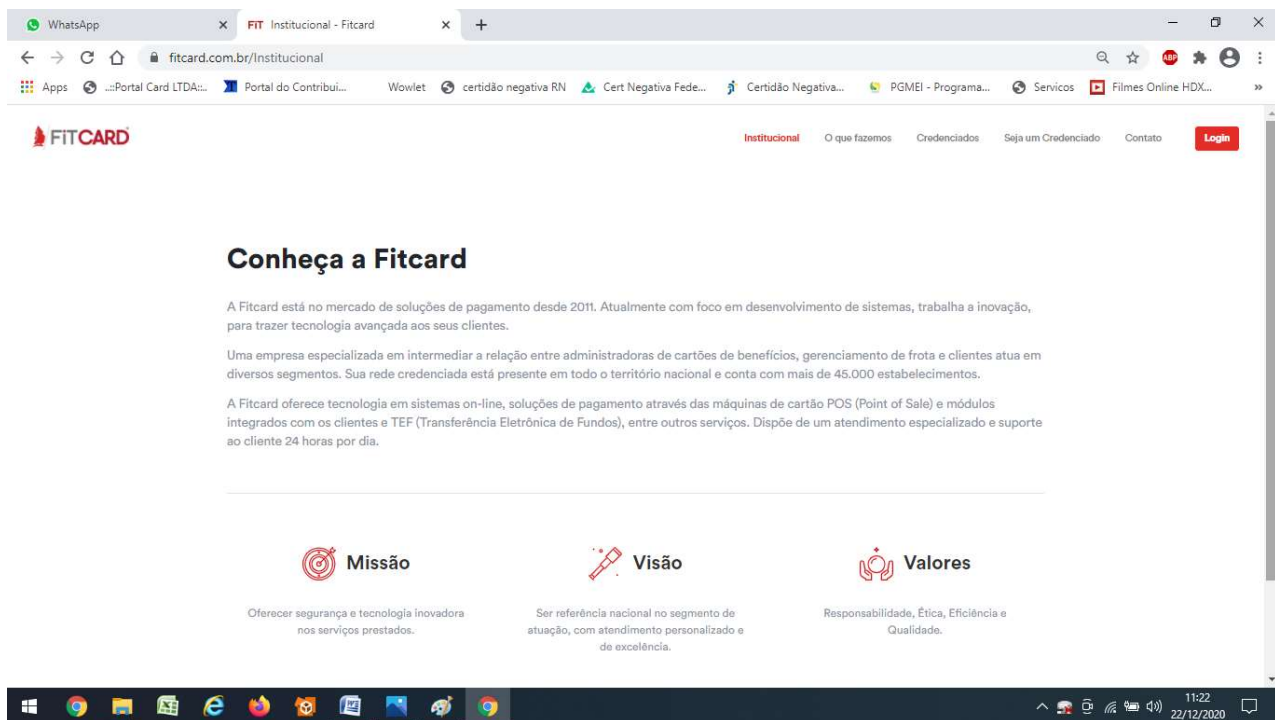 WhatsApp
FIT Institucional - Fitcard
fitcard.com.br/Institucional
ABP
Apps ..::Portal Card LTDA::.. Portal do Contribui... Wowlet certidão negativa RN Cert Negativa Fede... Certidão Negativa... PGMEI - Programa... Servicos Filmes Online HDX... »
FITCARD
Institucional O que fazemos Credenciados Seja um Credenciado Contato Login
Conheça a Fitcard
A Fitcard está no mercado de soluções de pagamento desde 2011. Atualmente com foco em desenvolvimento de sistemas, trabalha a inovação,
para trazer tecnologia avançada aos seus clientes.
Uma empresa especializada em intermediar a relação entre administradoras de cartões de benefícios, gerenciamento de frota e clientes atua em
diversos segmentos. Sua rede credenciada está presente em todo o território nacional e conta com mais de 45.000 estabelecimentos.
A Fitcard oferece tecnologia em sistemas on-line, soluções de pagamento através das máquinas de cartão POS (Point of Sale) e módulos
integrados com os clientes e TEF (Transferência Eletrônica de Fundos), entre outros serviços. Dispõe de um atendimento especializado e suporte
ao cliente 24 horas por dia.
Missão
Oferecer segurança e tecnologia inovadora
nos serviços prestados.
Visão
Ser referência nacional no segmento de
atuação, com atendimento personalizado e
de excelência.
Valores
Responsabilidade, Ética, Eficiência e
Qualidade.
11:22
22/12/2020